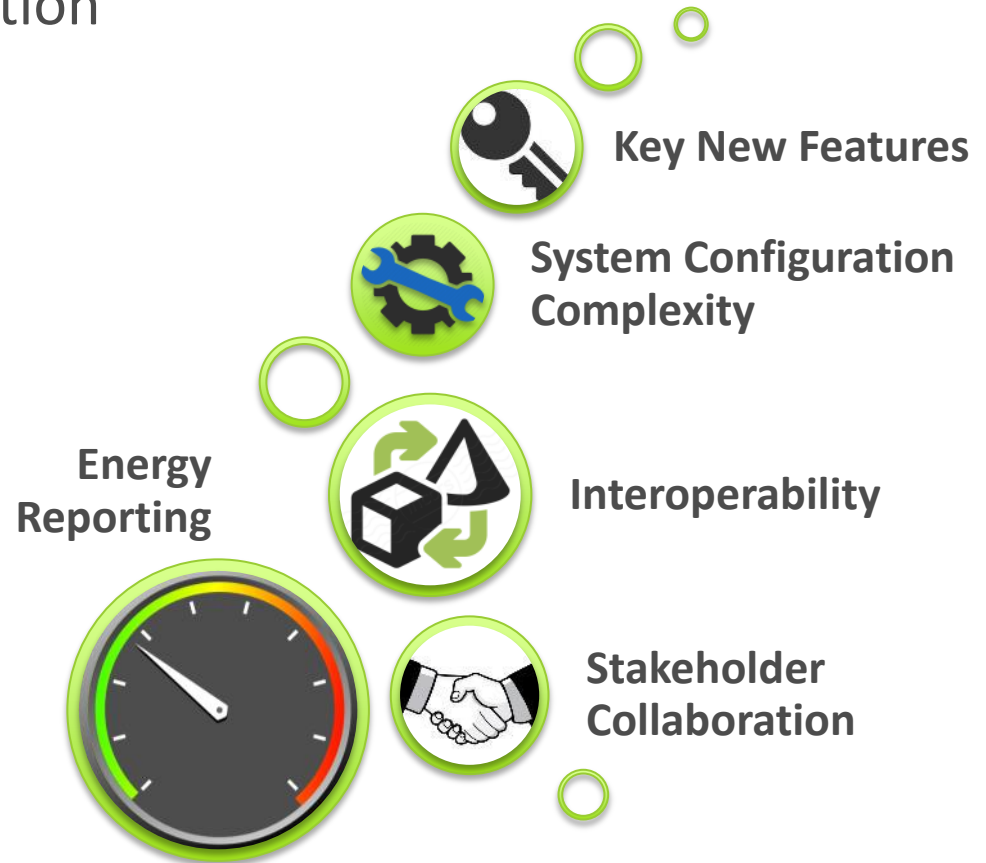 tion
Key New Features
System Configuration
Complexity
Energy
Reporting
Interoperability
Stakeholder
Collaboration